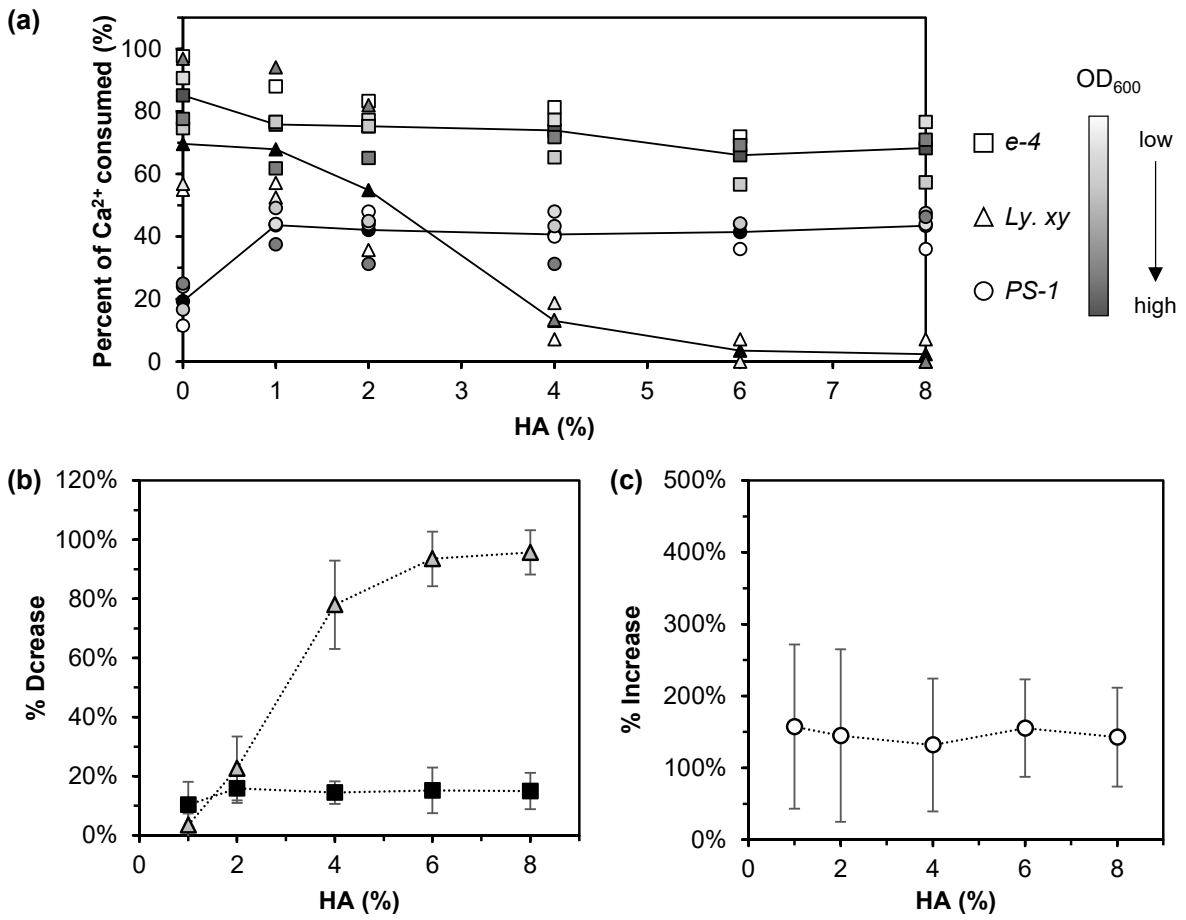 (a)
Percent of Ca²⁺ consumed (%)
100
80
60
40
20
0
0 1 2 3 4 5 6 7 8
HA (%)
OD₆₀₀
low
high
e-4
Ly. xy
PS-1
(b)
% Dcrease
120%
100%
80%
60%
40%
20%
0%
0 2 4 6 8
HA (%)
(c)
% Increase
500%
400%
300%
200%
100%
0%
0 2 4 6 8
HA (%)